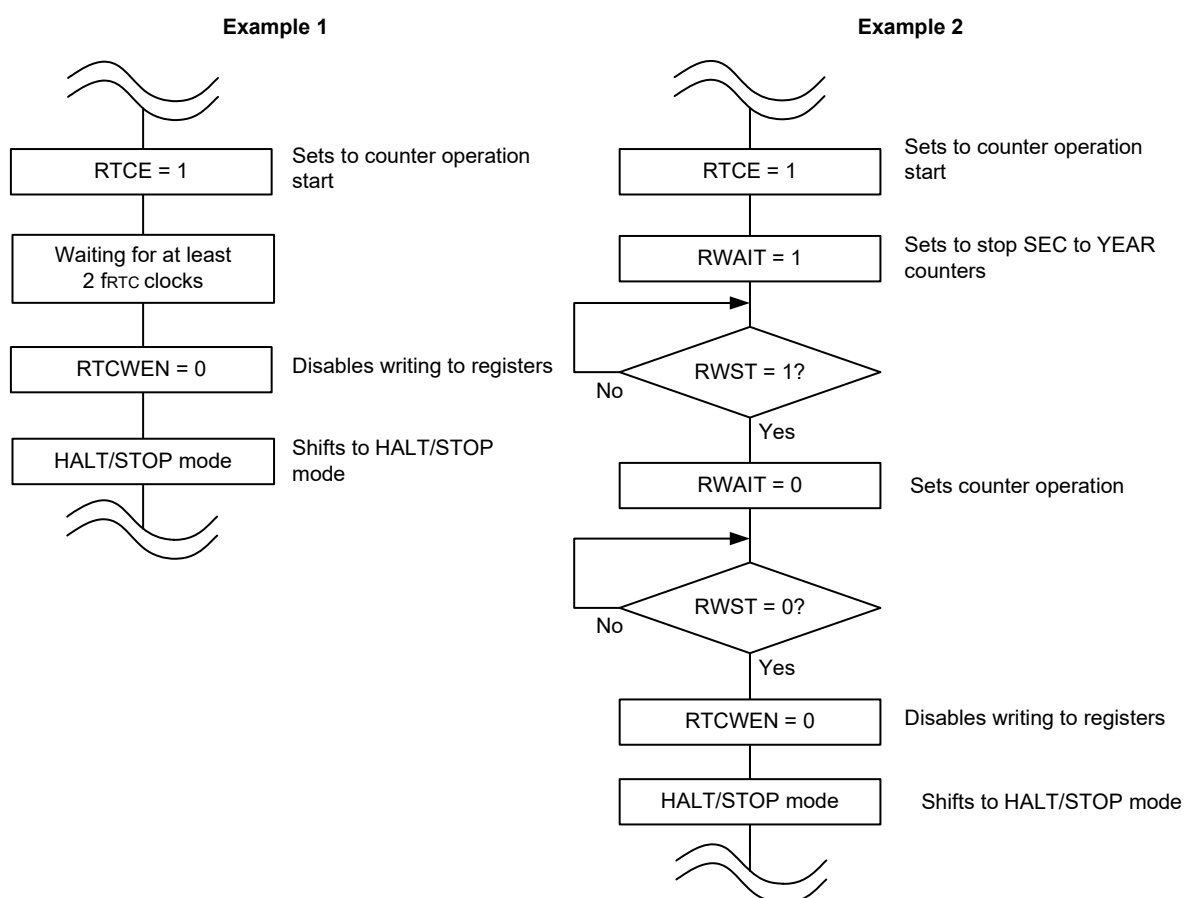 Example 1
RTCE = 1
Sets to counter operation
start
Waiting for at least
2 fRTC clocks
RTCWEN = 0
Disables writing to registers
HALT/STOP mode
Shifts to HALT/STOP
mode
Example 2
RTCE = 1
Sets to counter operation
start
RWAIT = 1
Sets to stop SEC to YEAR
counters
RWST = 1?
No
Yes
RWAIT = 0
Sets counter operation
RWST = 0?
No
Yes
RTCWEN = 0
Disables writing to registers
HALT/STOP mode
Shifts to HALT/STOP mode